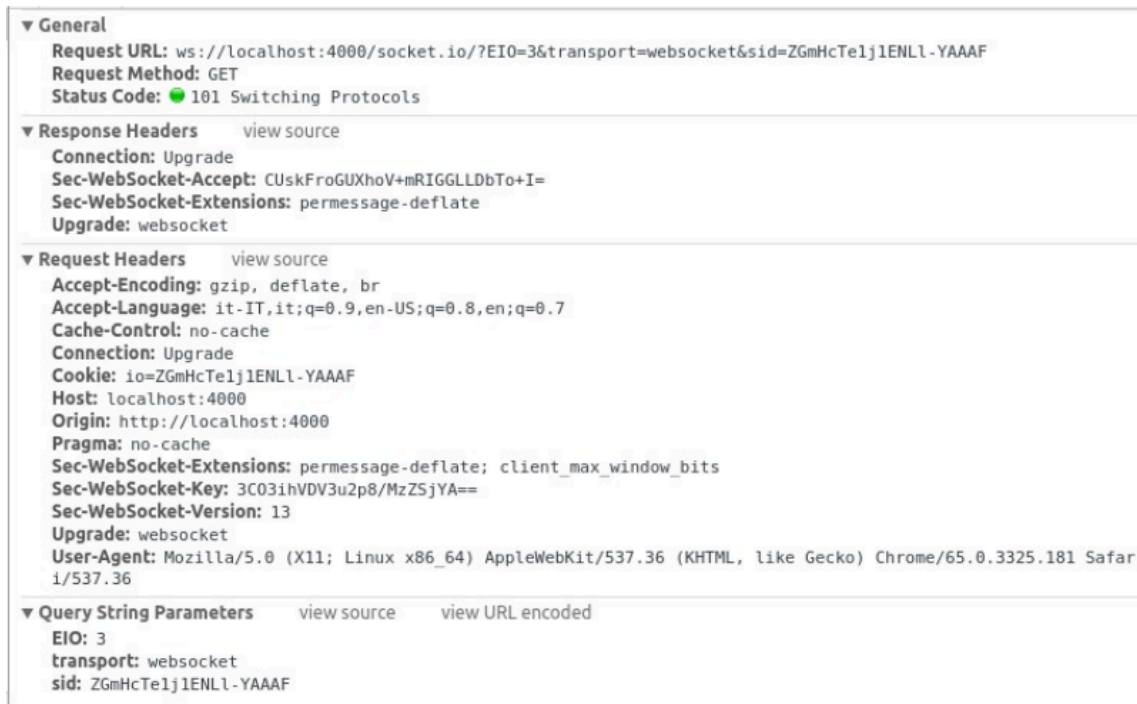 ▼ General
Request URL: ws://localhost:4000/socket.io/?EIO=3&transport=websocket&sid=ZGmHcTe1j1ENLl-YAAAF
Request Method: GET
Status Code: 101 Switching Protocols
▼ Response Headers view source
Connection: Upgrade
Sec-WebSocket-Accept: CUskFroGUXhoV+mRIGGLLDbTo+I=
Sec-WebSocket-Extensions: permessage-deflate
Upgrade: websocket
▼ Request Headers view source
Accept-Encoding: gzip, deflate, br
Accept-Language: it-IT,it;q=0.9,en-US;q=0.8,en;q=0.7
Cache-Control: no-cache
Connection: Upgrade
Cookie: io=ZGmHcTe1j1ENLl-YAAAF
Host: localhost:4000
Origin: http://localhost:4000
Pragma: no-cache
Sec-WebSocket-Extensions: permessage-deflate; client_max_window_bits
Sec-WebSocket-Key: 3CO3ihVDV3u2p8/MzZSjYA==
Sec-WebSocket-Version: 13
Upgrade: websocket
User-Agent: Mozilla/5.0 (X11; Linux x86_64) AppleWebKit/537.36 (KHTML, like Gecko) Chrome/65.0.3325.181 Safar
i/537.36
▼ Query String Parameters view source view URL encoded
EIO: 3
transport: websocket
sid: ZGmHcTe1j1ENLl-YAAAF